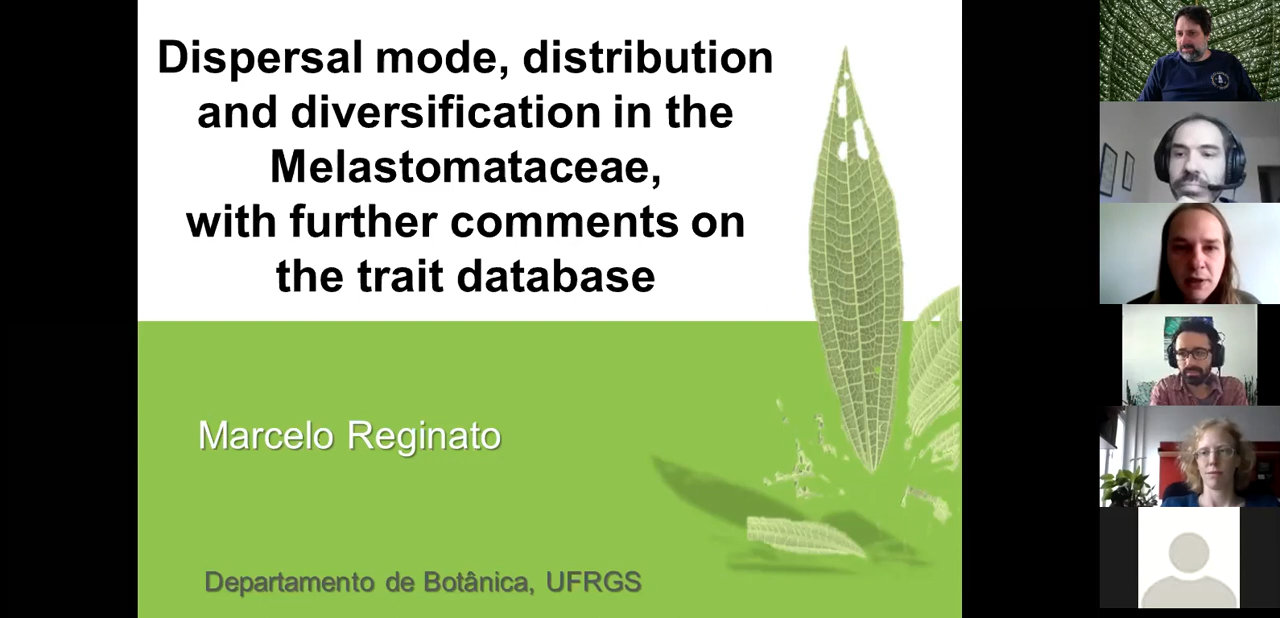 Dispersal mode, distribution
and diversification in the
Melastomataceae,
with further comments on
the trait database
Marcelo Reginato
Departamento de Botânica, UFRGS